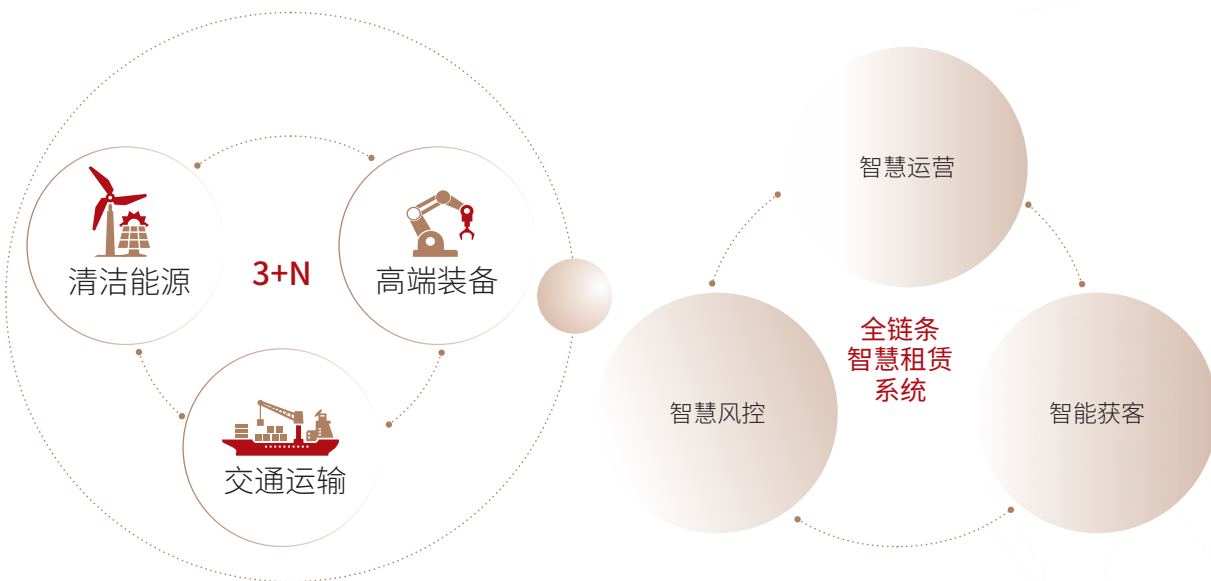 清洁能源
3+N
高端装备
交通运输
智慧运营
全链条
智慧租赁
系统
智慧风控
智能获客